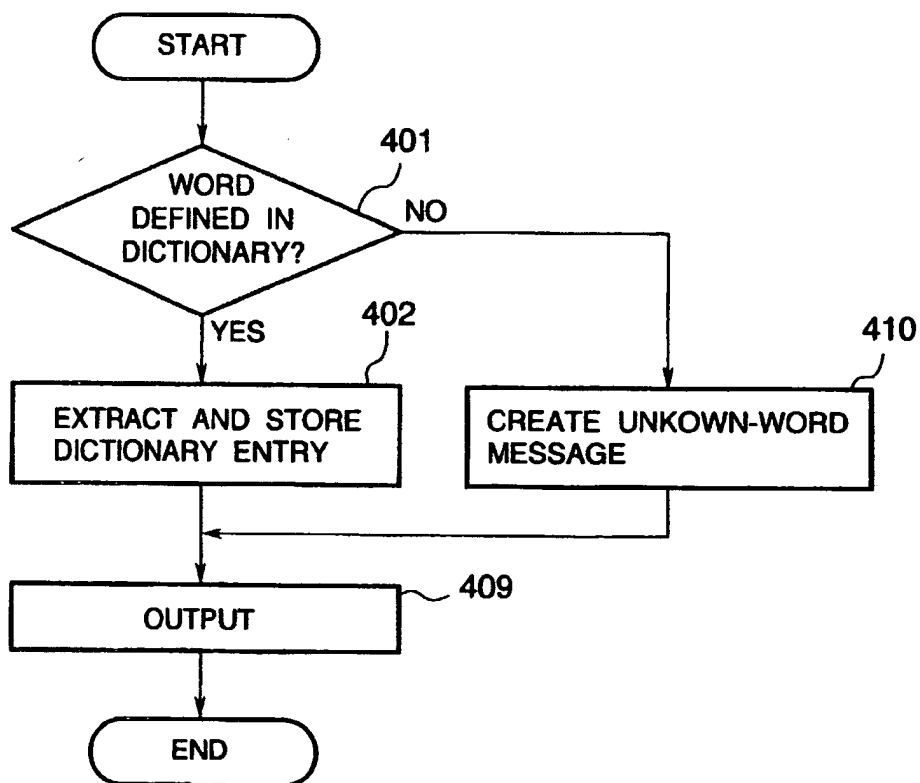 START
401
WORD
DEFINED IN
DICTIONARY?
NO
YES
402
EXTRACT AND STORE
DICTIONARY ENTRY
410
CREATE UNKOWN-WORD
MESSAGE
409
OUTPUT
END